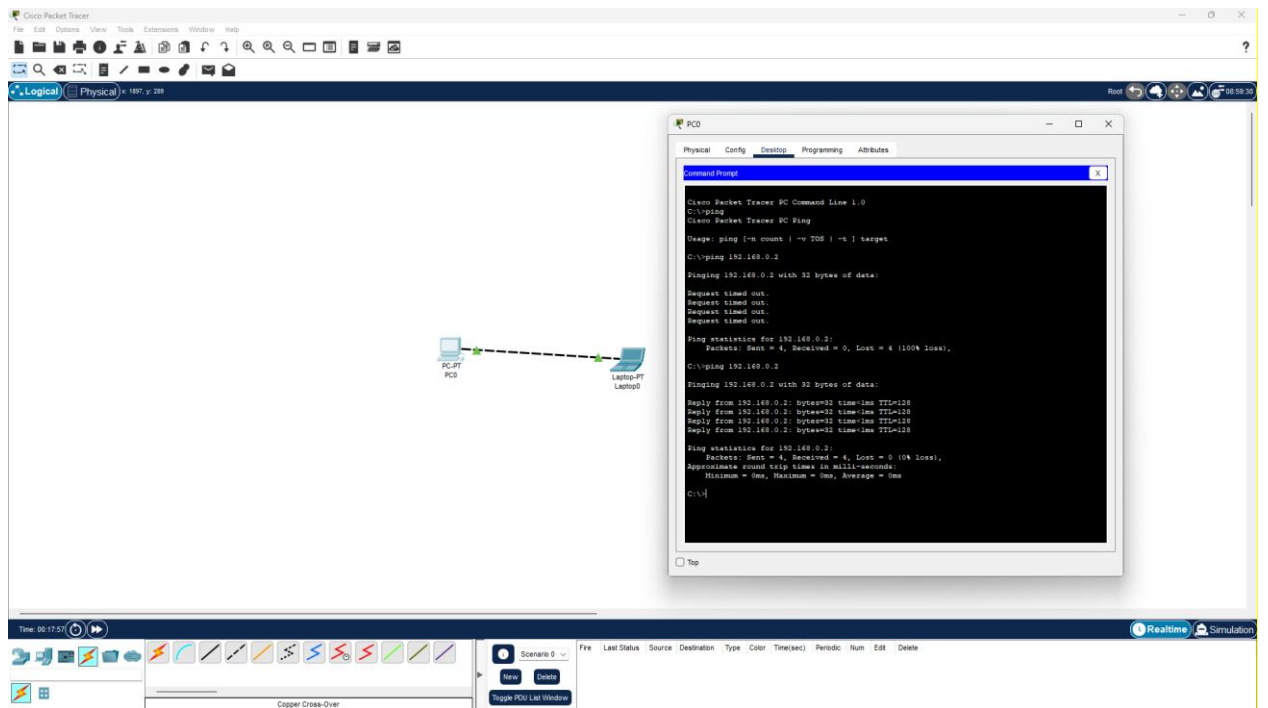 Cisco Packet Tracer
File Edit Options View Tools Extensions Window Help
?
Logical Physical x: 1897, y: 289
Root 08:59:30
PC0
Physical Config Desktop Programming Attributes
Command Prompt X
Cisco Packet Tracer PC Command Line 1.0
C:\>ping
Cisco Packet Tracer PC Ping
Usage: ping [-n count | -v TOS | -t ] target
C:\>ping 192.168.0.2
Pinging 192.168.0.2 with 32 bytes of data:
Request timed out.
Request timed out.
Request timed out.
Request timed out.
Ping statistics for 192.168.0.2:
Packets: Sent = 4, Received = 0, Lost = 4 (100% loss),
C:\>ping 192.168.0.2
Pinging 192.168.0.2 with 32 bytes of data:
Reply from 192.168.0.2: bytes=32 time<1ms TTL=128
Reply from 192.168.0.2: bytes=32 time<1ms TTL=128
Reply from 192.168.0.2: bytes=32 time<1ms TTL=128
Reply from 192.168.0.2: bytes=32 time<1ms TTL=128
Ping statistics for 192.168.0.2:
Packets: Sent = 4, Received = 4, Lost = 0 (0% loss),
Approximate round trip times in milli-seconds:
Minimum = 0ms, Maximum = 0ms, Average = 0ms
C:\>
Top
PC-PT
PC0
Laptop-PT
Laptop0
Time: 00:17:57
Realtime Simulation
Scenario 0
New Delete
Toggle PDU List Window
Fire Last Status Source Destination Type Color Time(sec) Periodic Num Edit Delete
Copper Cross-Over